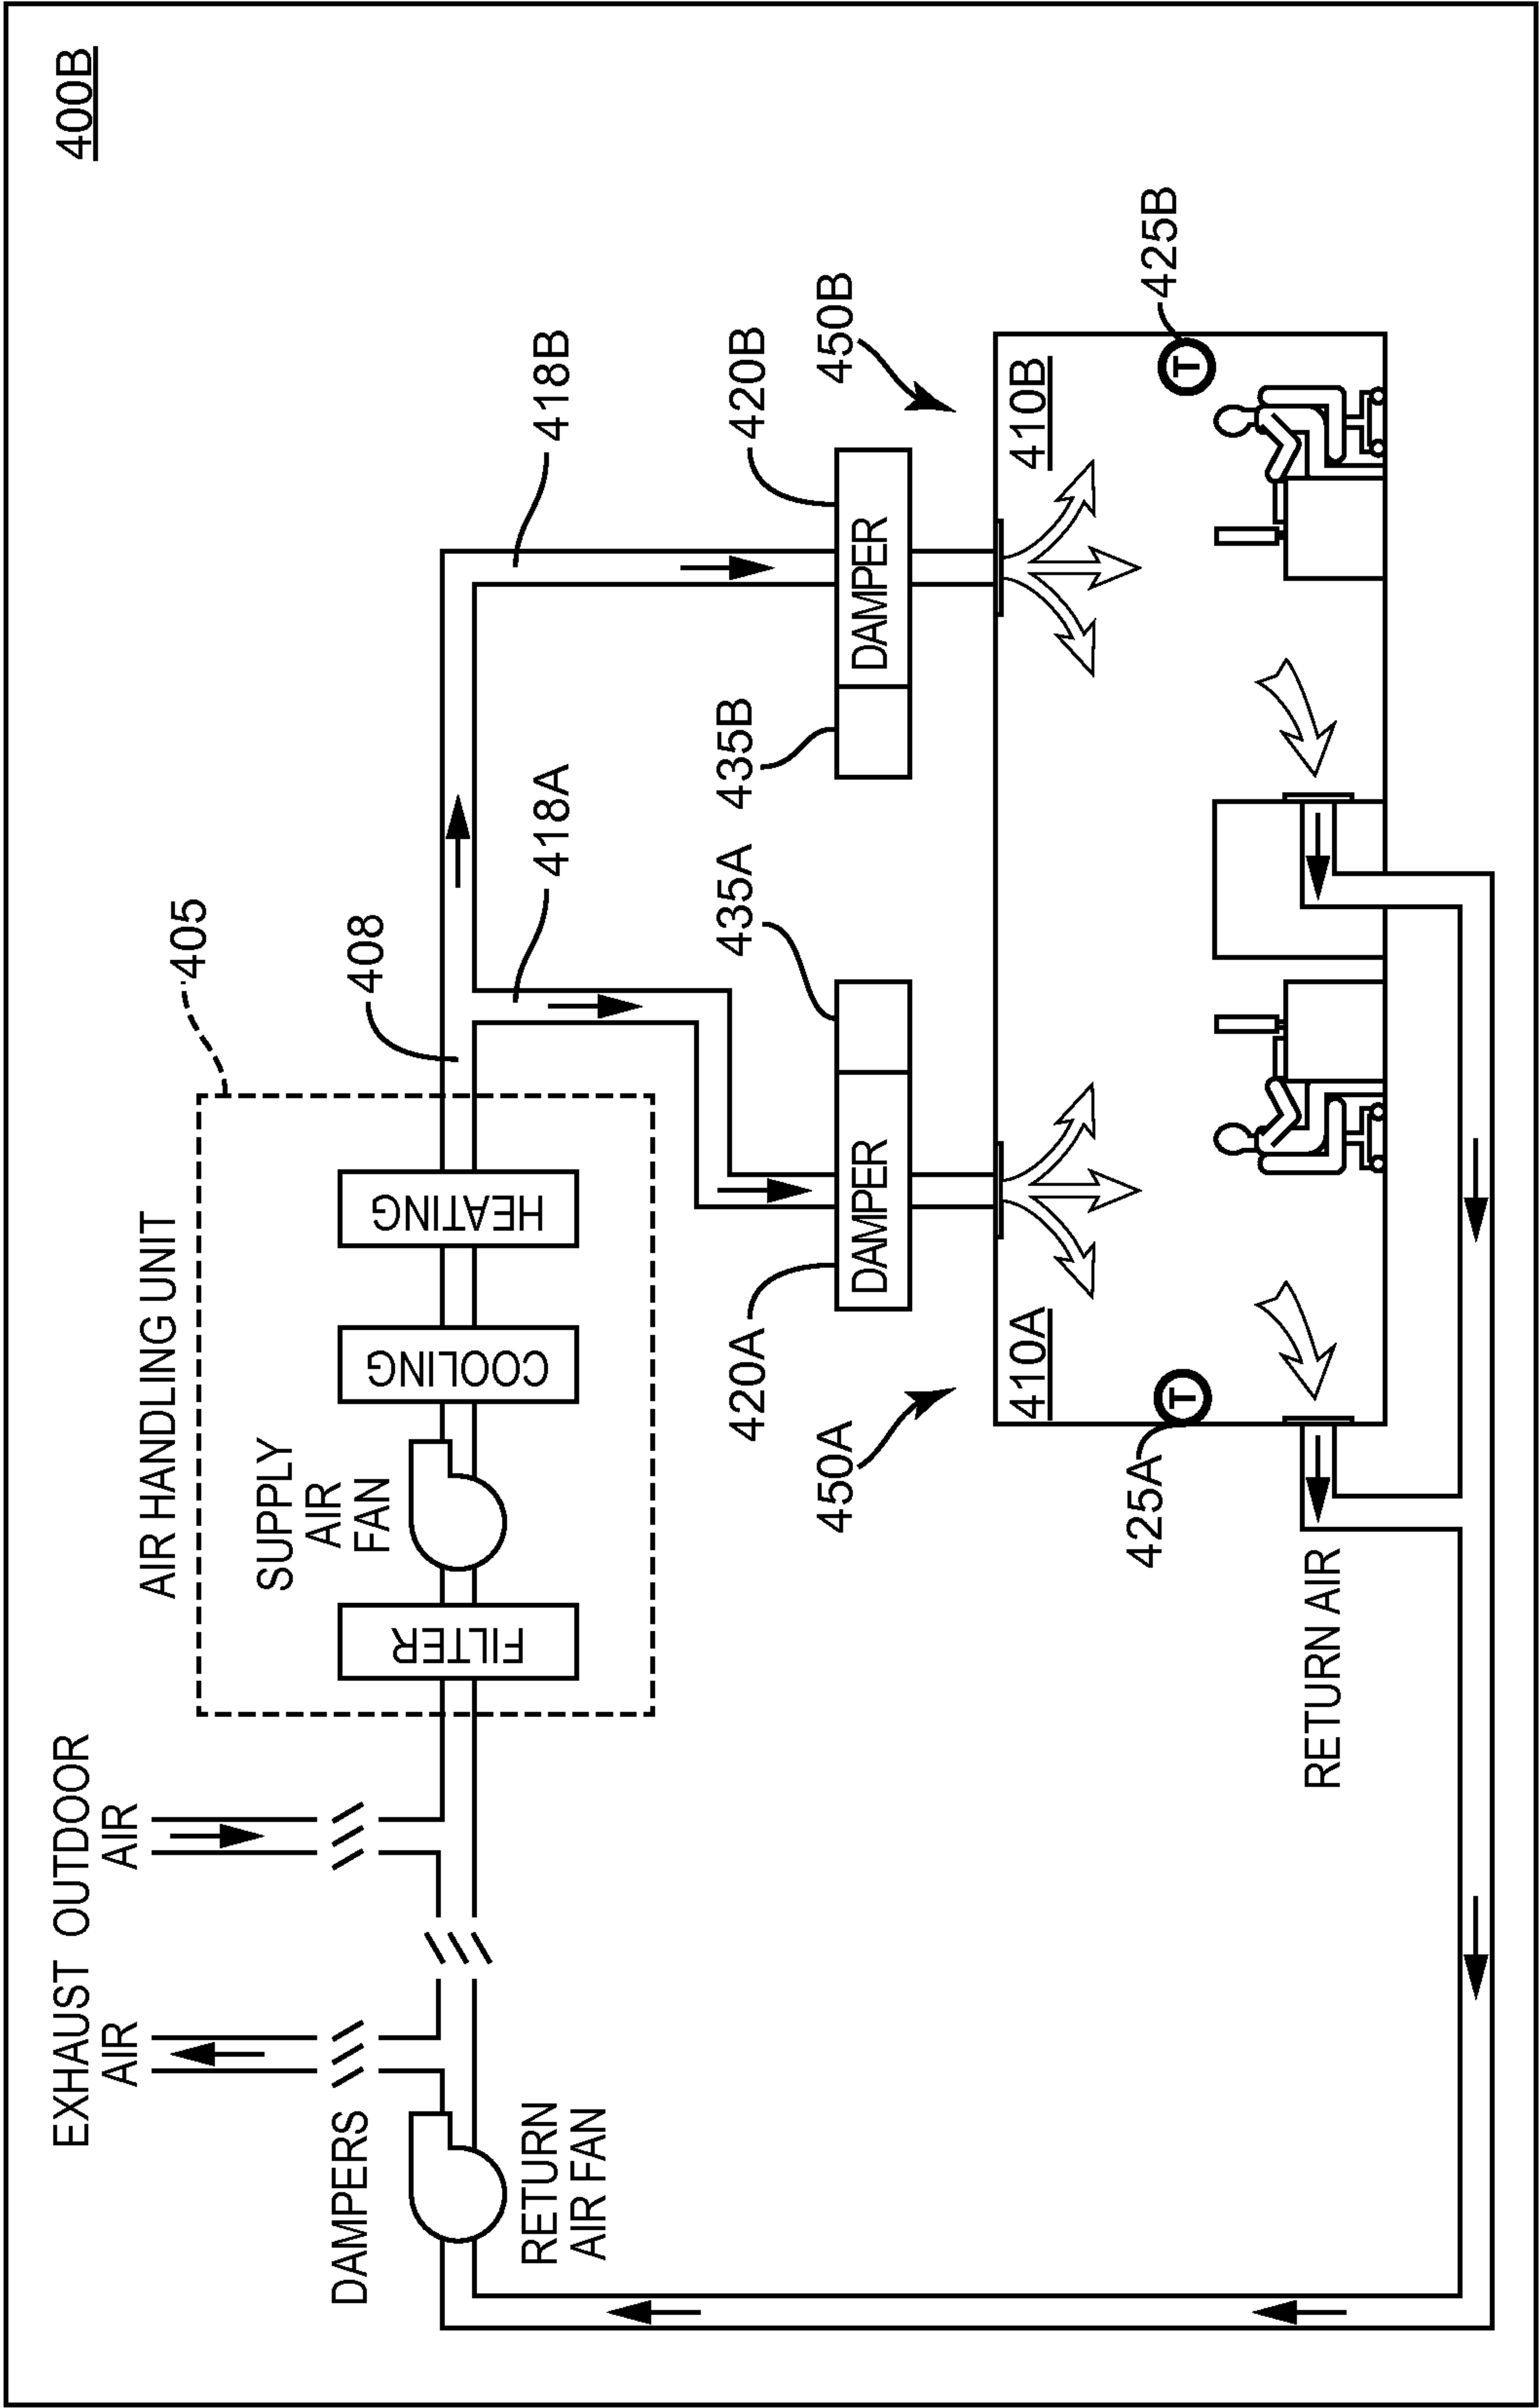 400B
EXHAUST OUTDOOR
AIR
AIR
AIR HANDLING UNIT
405
SUPPLY
AIR
FAN
DAMPERS
FILTER
COOLING
HEATING
408
RETURN
AIR FAN
418A
418B
420A
435A
435B
420B
DAMPER
DAMPER
450A
450B
410A
410B
425A
T
T
425B
RETURN AIR